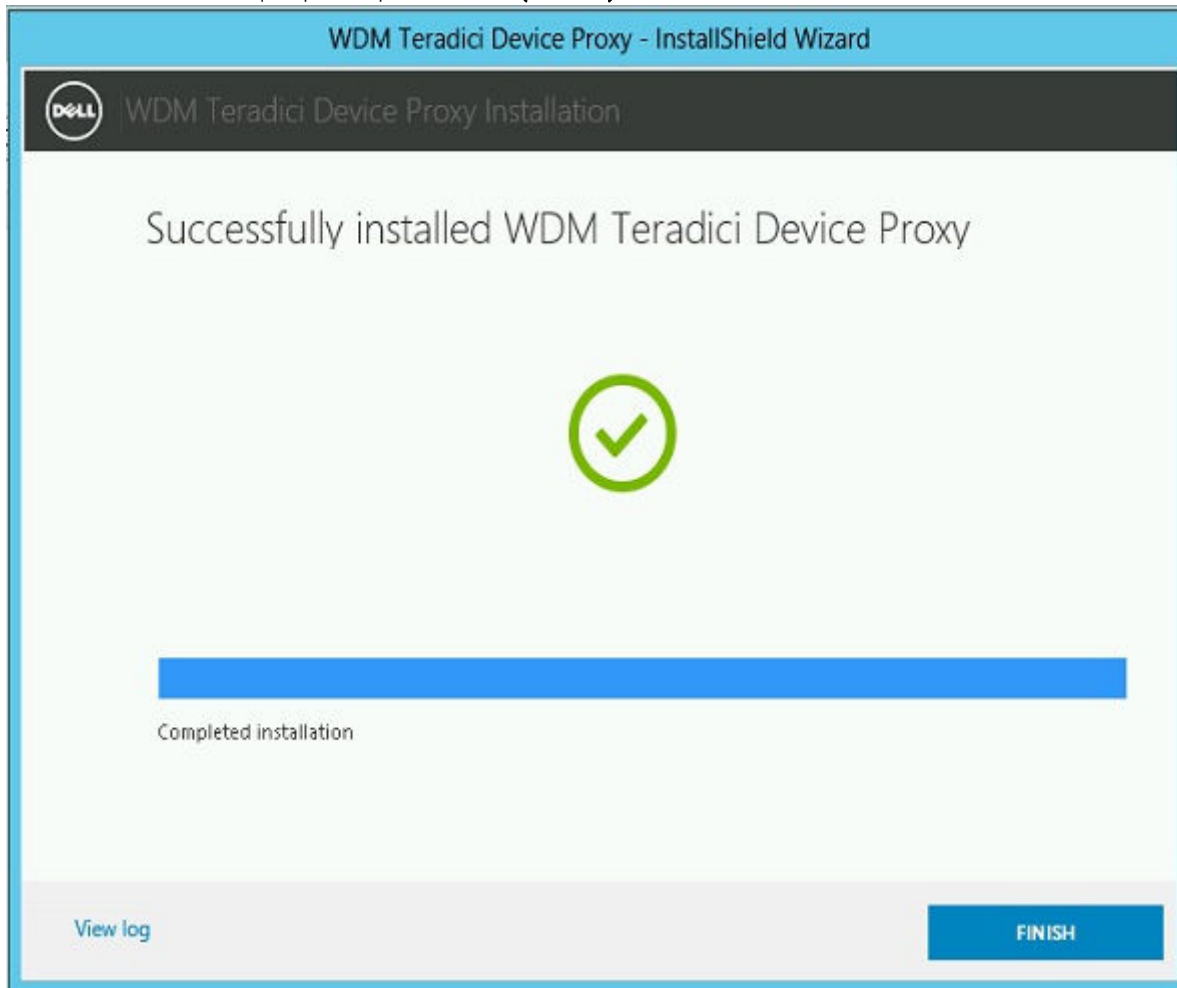 WDM Teradici Device Proxy - InstallShield Wizard
DELL
WDM Teradici Device Proxy Installation
Successfully installed WDM Teradici Device Proxy
Completed installation
View log
FINISH